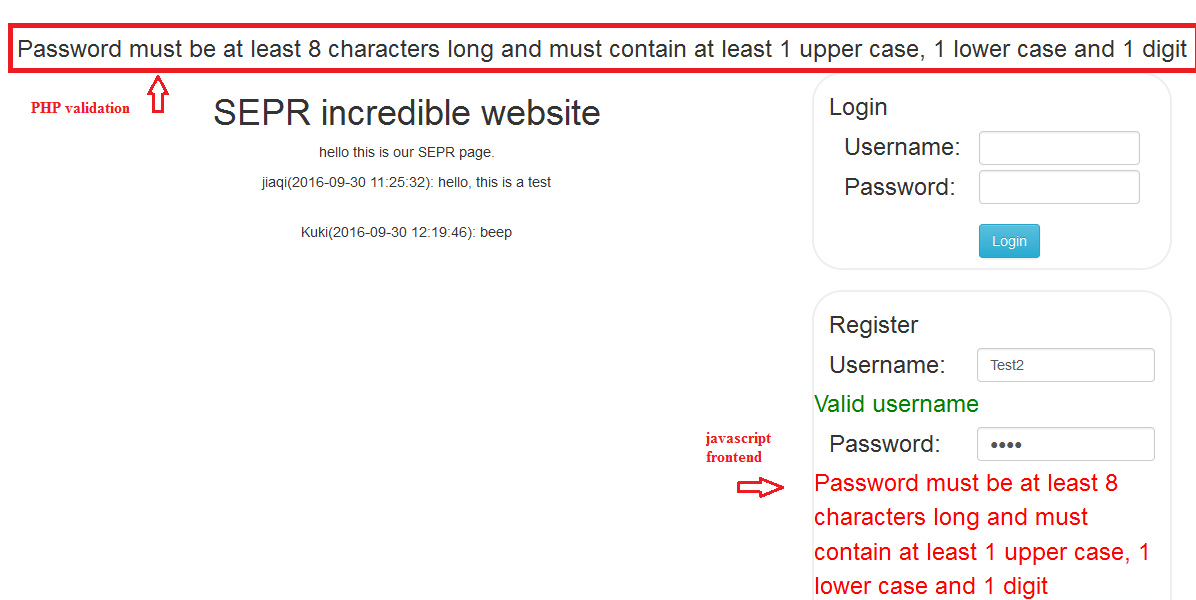 Password must be at least 8 characters long and must contain at least 1 upper case, 1 lower case and 1 digit
PHP validation
SEPR incredible website
hello this is our SEPR page.
jiaqi(2016-09-30 11:25:32): hello, this is a test
Kuki(2016-09-30 12:19:46): beep
Login
Username:
Password:
Login
Register
Username: Test2
Valid username
Password: ••••
javascript
frontend
Password must be at least 8
characters long and must
contain at least 1 upper case, 1
lower case and 1 digit